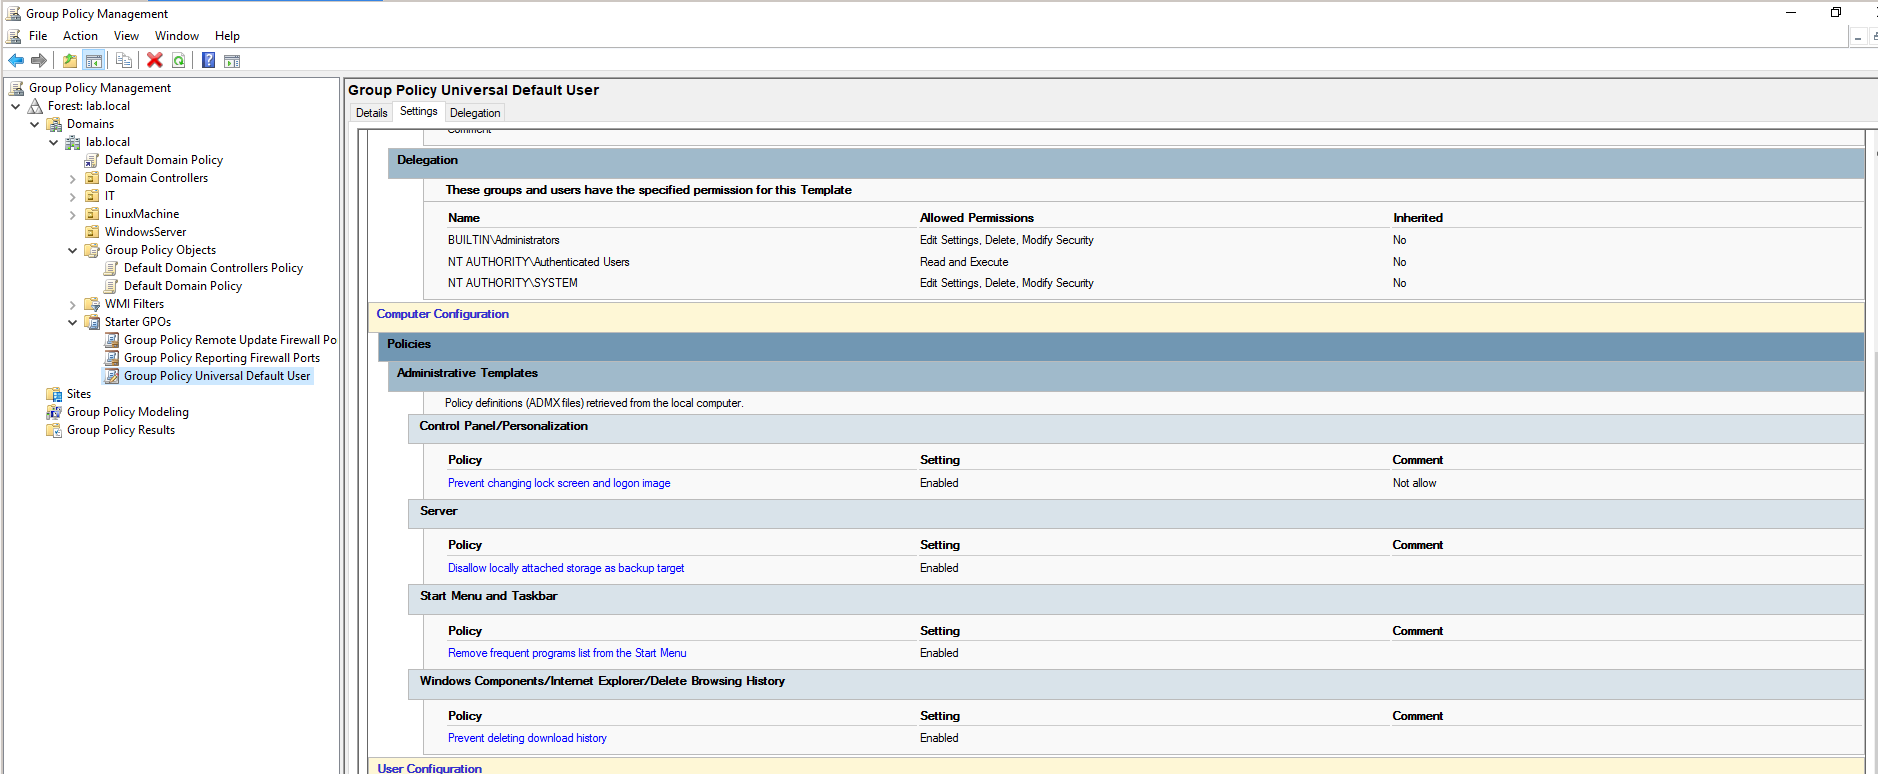 Group Policy Management
File Action View Window Help
Group Policy Management
Forest: lab.local
Domains
lab.local
Default Domain Policy
Domain Controllers
IT
LinuxMachine
WindowsServer
Group Policy Objects
Default Domain Controllers Policy
Default Domain Policy
WMI Filters
Starter GPOs
Group Policy Remote Update Firewall Po
Group Policy Reporting Firewall Ports
Group Policy Universal Default User
Sites
Group Policy Modeling
Group Policy Results
Group Policy Universal Default User
Details Settings Delegation
Comment
Delegation
These groups and users have the specified permission for this Template
Name Allowed Permissions Inherited
BUILTIN\Administrators Edit Settings, Delete, Modify Security No
NT AUTHORITY\Authenticated Users Read and Execute No
NT AUTHORITY\SYSTEM Edit Settings, Delete, Modify Security No
Computer Configuration
Policies
Administrative Templates
Policy definitions (ADMX files) retrieved from the local computer.
Control Panel/Personalization
Policy Setting Comment
Prevent changing lock screen and logon image Enabled Not allow
Server
Policy Setting Comment
Disallow locally attached storage as backup target Enabled
Start Menu and Taskbar
Policy Setting Comment
Remove frequent programs list from the Start Menu Enabled
Windows Components/Internet Explorer/Delete Browsing History
Policy Setting Comment
Prevent deleting download history Enabled
User Configuration